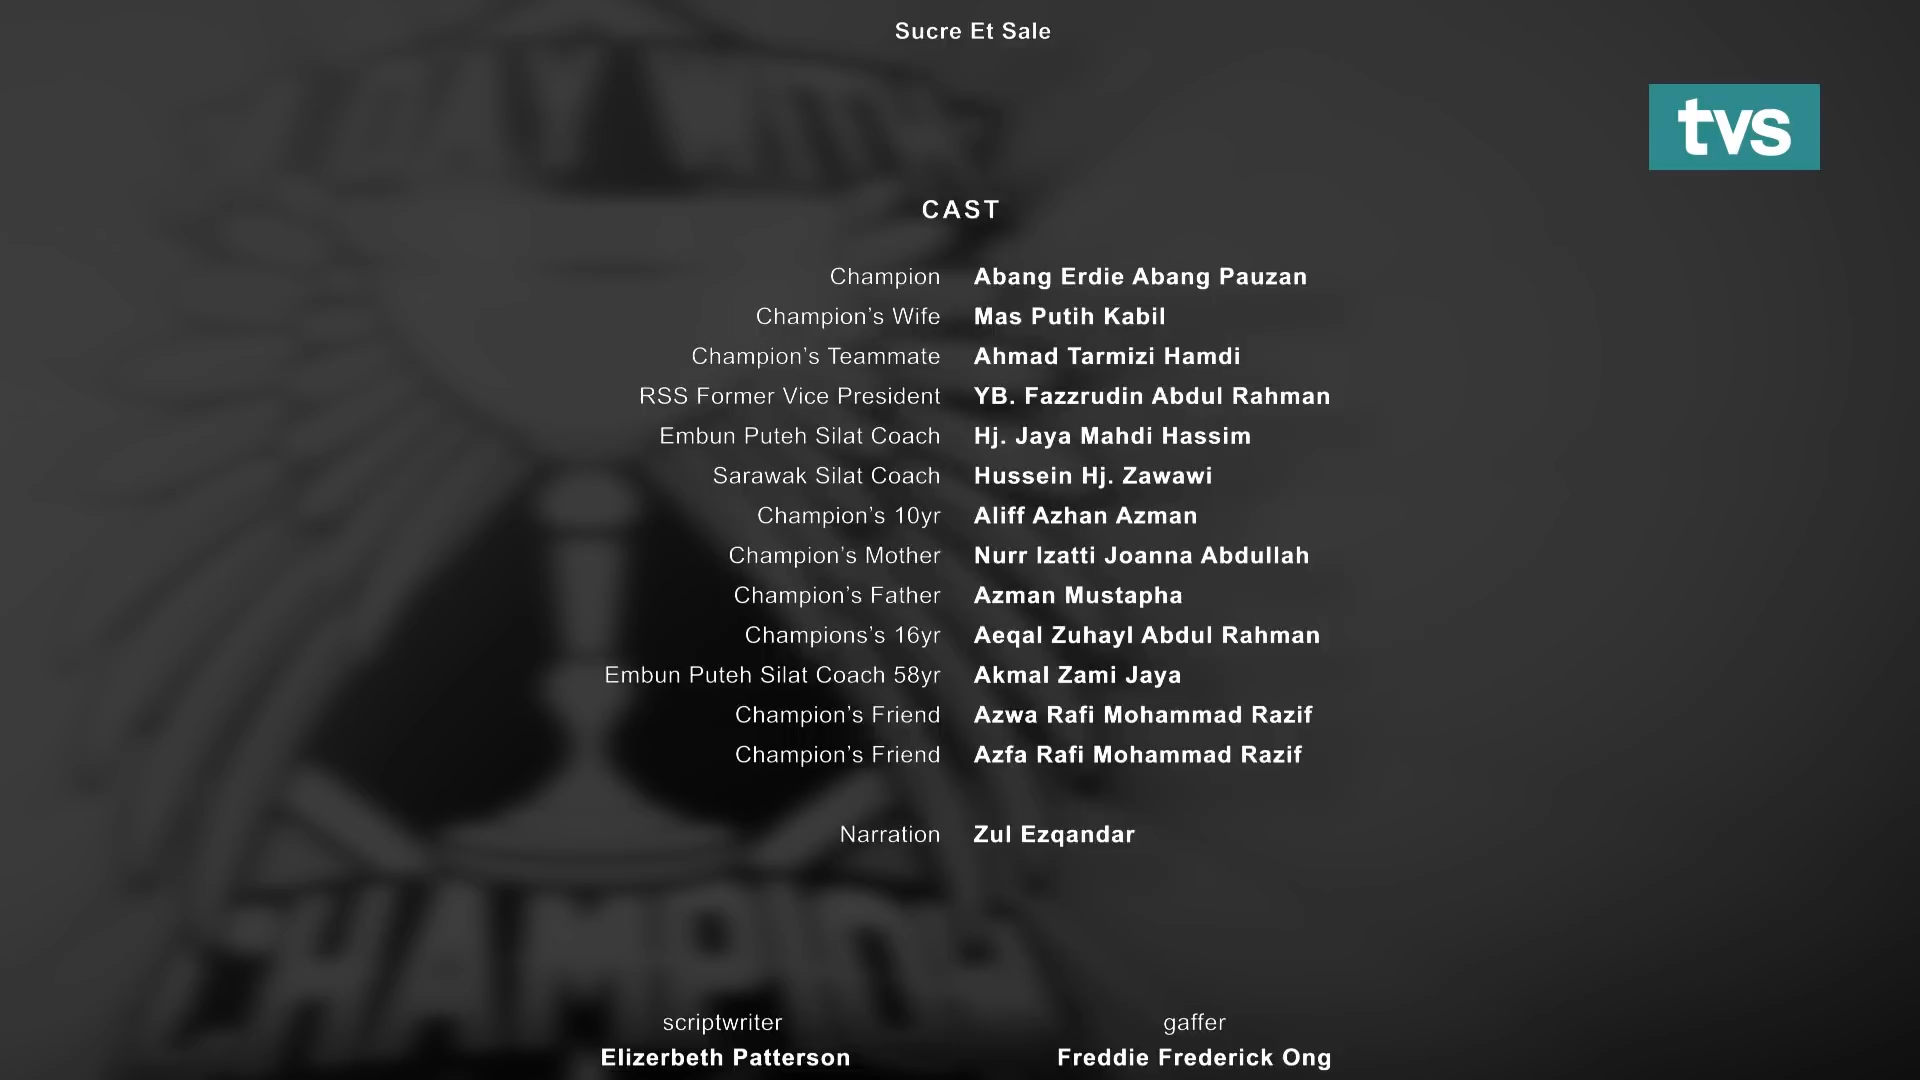 Sucre Et Sale
tvs
CAST
Champion Abang Erdie Abang Pauzan
Champion’s Wife Mas Putih Kabil
Champion’s Teammate Ahmad Tarmizi Hamdi
RSS Former Vice President YB. Fazzrudin Abdul Rahman
Embun Puteh Silat Coach Hj. Jaya Mahdi Hassim
Sarawak Silat Coach Hussein Hj. Zawawi
Champion’s 10yr Aliff Azhan Azman
Champion’s Mother Nurr Izatti Joanna Abdullah
Champion’s Father Azman Mustapha
Champions’s 16yr Aeqal Zuhayl Abdul Rahman
Embun Puteh Silat Coach 58yr Akmal Zami Jaya
Champion’s Friend Azwa Rafi Mohammad Razif
Champion’s Friend Azfa Rafi Mohammad Razif
Narration Zul Ezqandar
CHAMPION
scriptwriter gaffer
Elizerbeth Patterson Freddie Frederick Ong